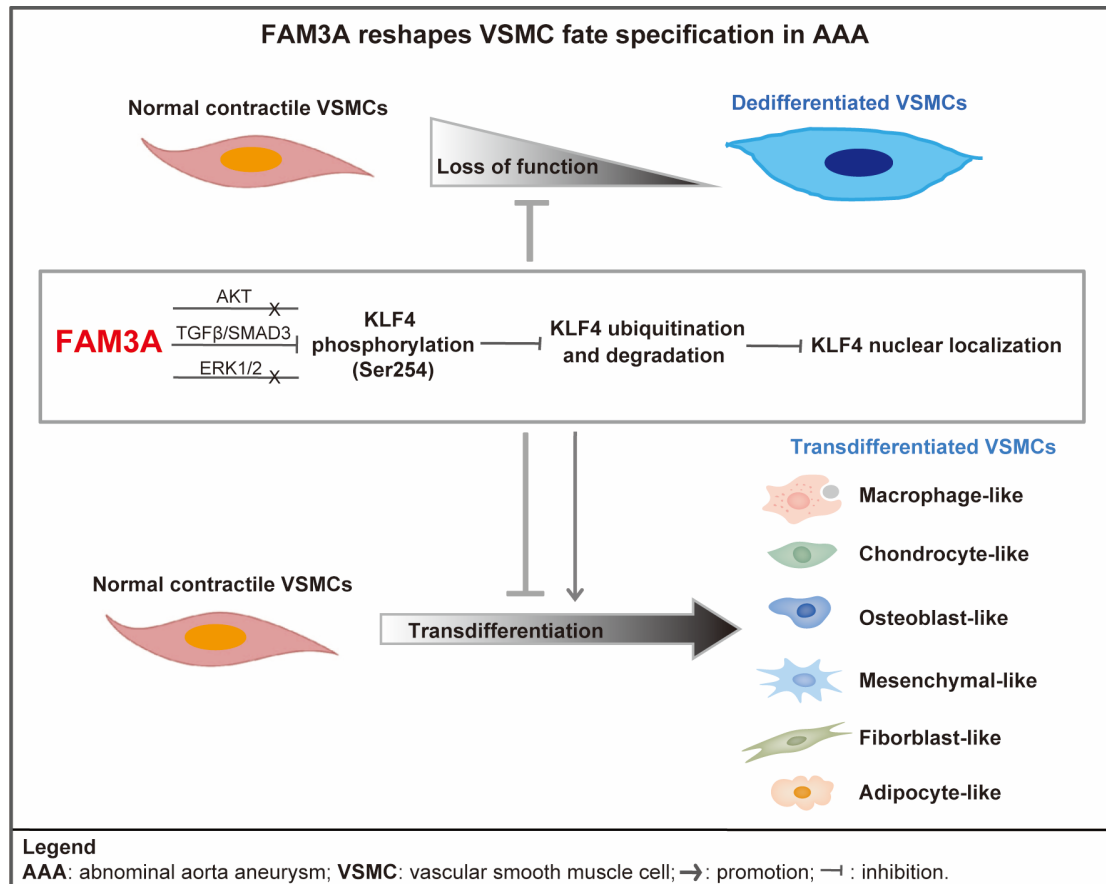 FAM3A reshapes VSMC fate specification in AAA
Normal contractile VSMCs
Dedifferentiated VSMCs
Loss of function
FAM3A
AKT
X
TGFβ/SMAD3
ERK1/2
X
KLF4
phosphorylation
(Ser254)
KLF4 ubiquitination
and degradation
KLF4 nuclear localization
Transdifferentiated VSMCs
Macrophage-like
Chondrocyte-like
Normal contractile VSMCs
Osteoblast-like
Transdifferentiation
Mesenchymal-like
Fiborblast-like
Adipocyte-like
Legend
AAA: abnominal aorta aneurysm; VSMC: vascular smooth muscle cell; → : promotion; ⊣ : inhibition.